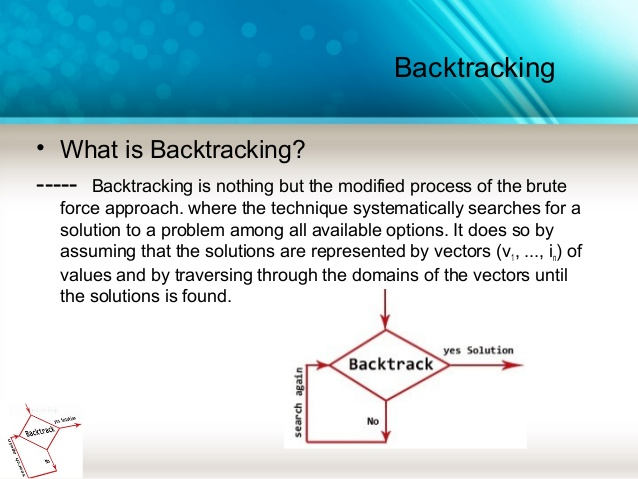 Backtracking
• What is Backtracking?
----- Backtracking is nothing but the modified process of the brute
force approach. where the technique systematically searches for a
solution to a problem among all available options. It does so by
assuming that the solutions are represented by vectors (v1, ..., in) of
values and by traversing through the domains of the vectors until
the solutions is found.
yes Solution
Backtrack
search again
No
yes Solution
Backtrack
search again
No